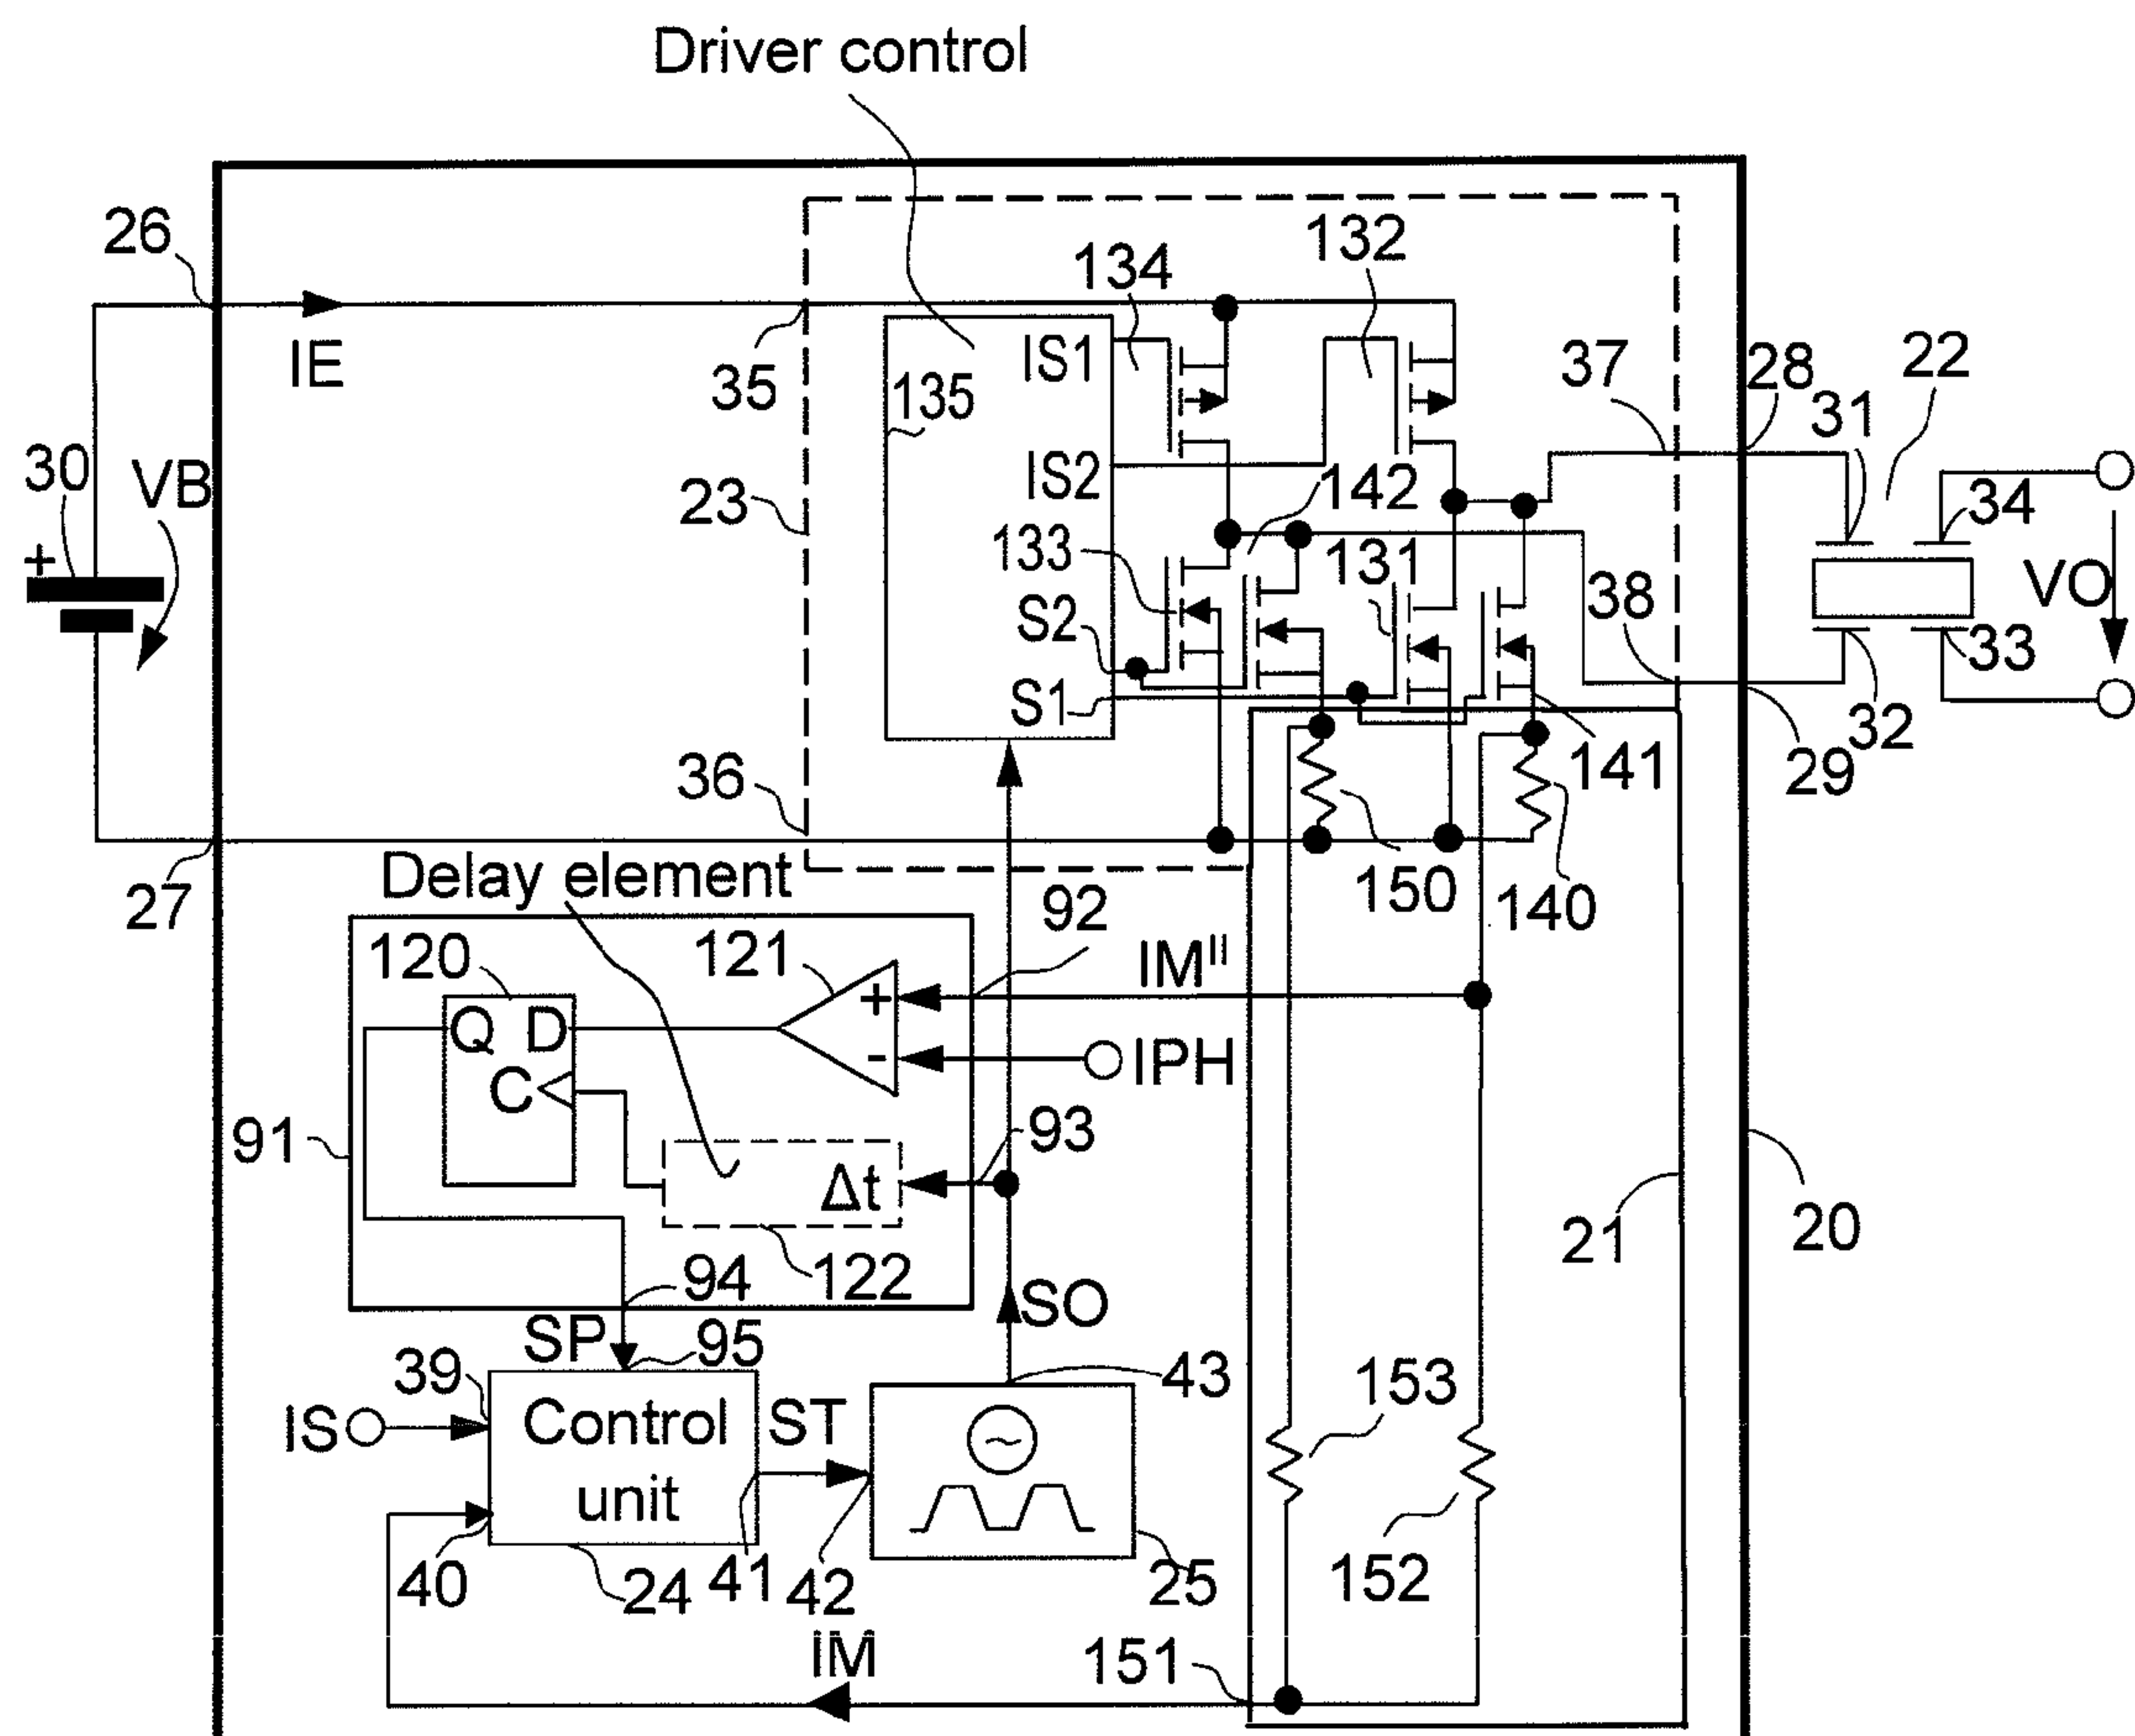 Driver control
26
134
132
IE
35
IS1
135
37
28
22
31
30
VB
23
IS2
142
34
+
133
131
S2
38
VO
33
S1
32
36
141
29
27
Delay element
92
150
140
120
121
IM"
+
Q D
-
IPH
C
91
93
Δt
21
20
122
94
SO
SP
95
39
43
153
IS
Control
ST
~
unit
40
24
41
42
25
152
IM
151